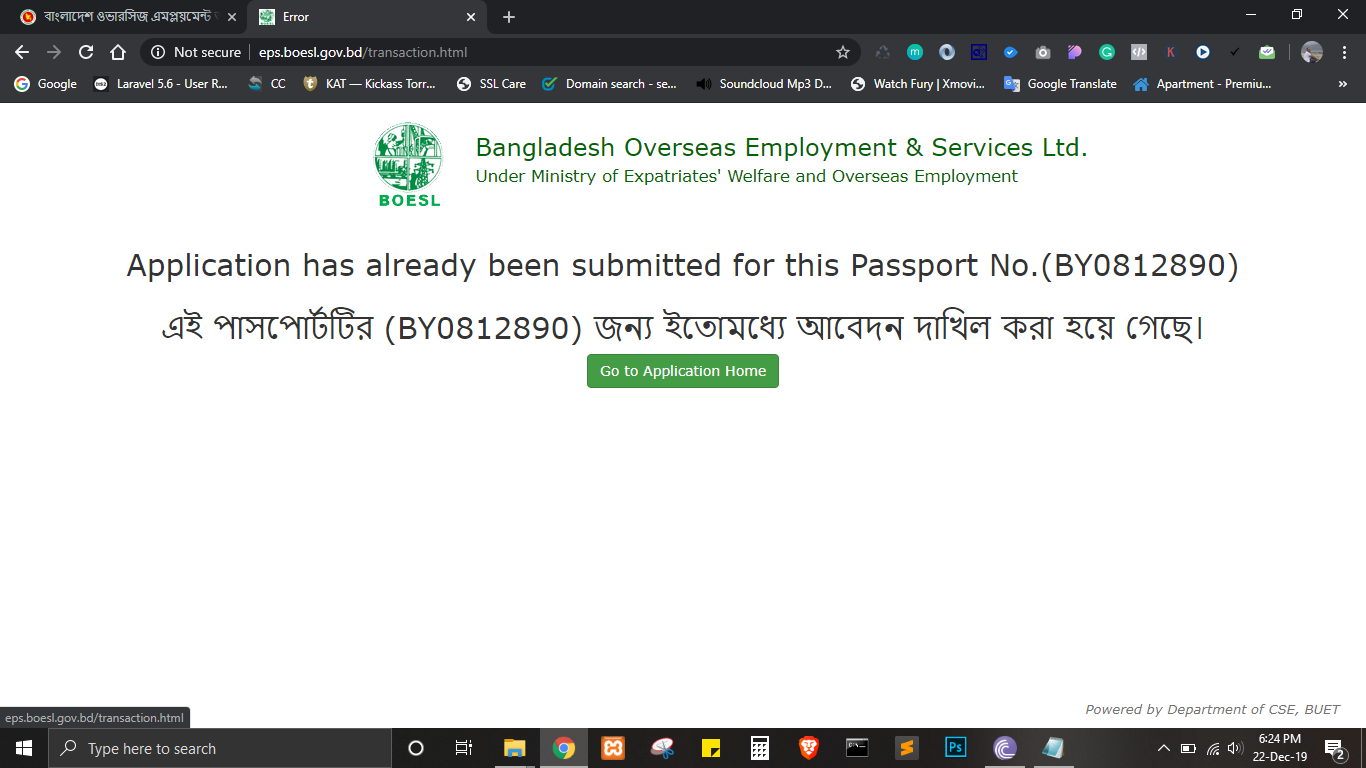 বাংলাদেশ ওভারসিজ এমপ্লয়মেন্ট
Error
Not secure
eps.boesl.gov.bd/transaction.html
Google
Laravel 5.6 - User R...
CC
KAT — Kickass Torr...
SSL Care
Domain search - se...
Soundcloud Mp3 D...
Watch Fury | Xmovi...
Google Translate
Apartment - Premiu...
»
BOESL
Bangladesh Overseas Employment & Services Ltd.
Under Ministry of Expatriates' Welfare and Overseas Employment
Application has already been submitted for this Passport No.(BY0812890)
এই পাসপোর্টটির (BY0812890) জন্য ইতোমধ্যে আবেদন দাখিল করা হয়ে গেছে।
Go to Application Home
Powered by Department of CSE, BUET
eps.boesl.gov.bd/transaction.html
Type here to search
Ps
6:24 PM
22-Dec-19
2